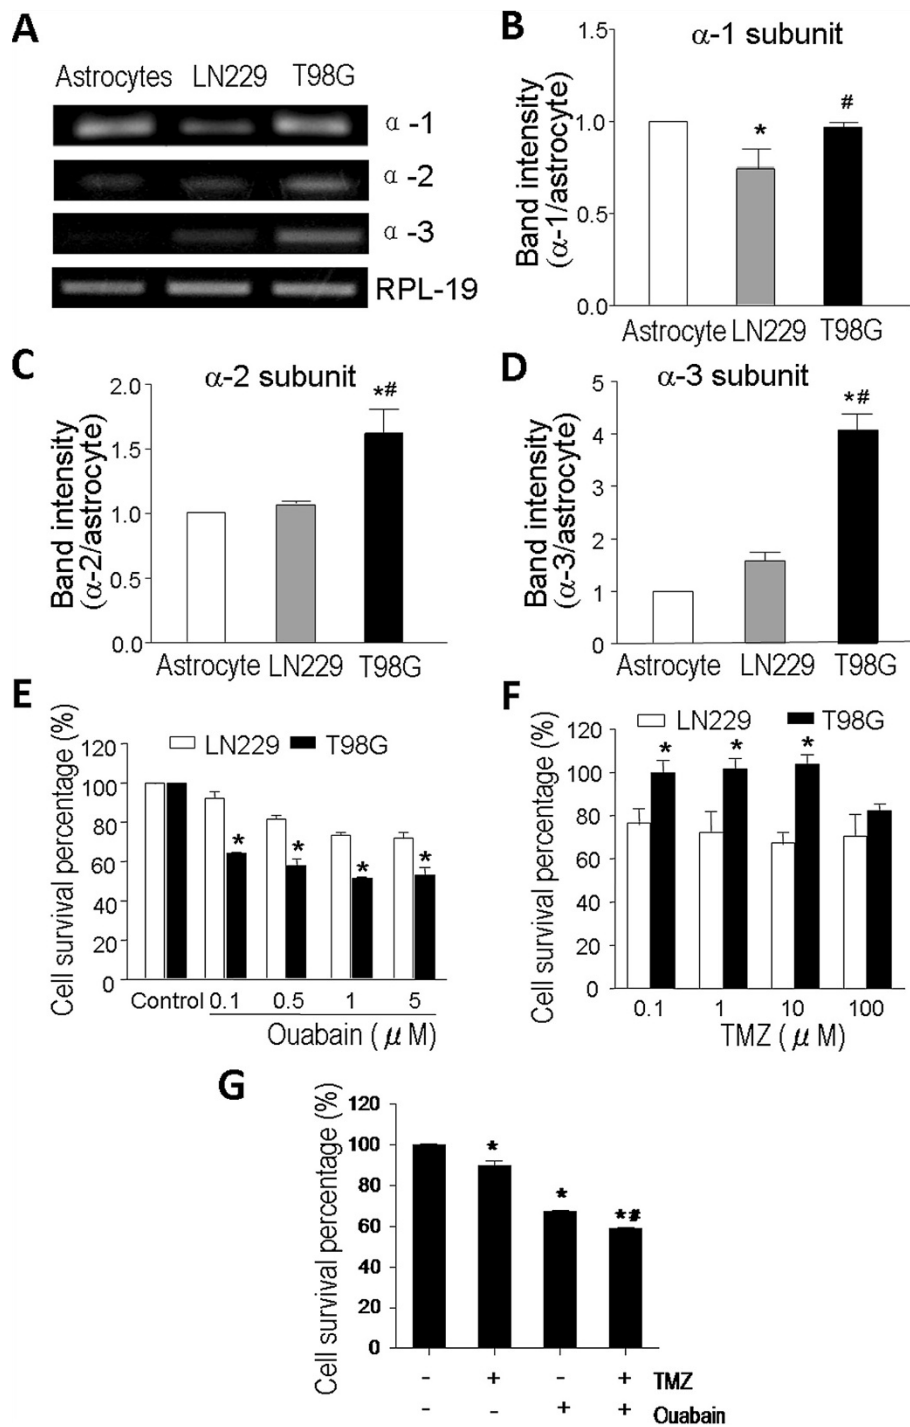 A
Astrocytes LN229 T98G
α-1
α-2
α-3
RPL-19
B
α-1 subunit
Band intensity
(α-1/astrocyte)
1.5
1.0
0.5
0.0
*
#
Astrocyte LN229 T98G
C
α-2 subunit
Band intensity
(α-2/astrocyte)
2.0
1.5
1.0
0.5
0.0
*#
Astrocyte LN229 T98G
D
α-3 subunit
Band intensity
(α-3/astrocyte)
5
4
3
2
1
0
*#
Astrocyte LN229 T98G
E
LN229 T98G
Cell survival percentage (%)
120
100
80
60
40
20
0
* * * *
Control 0.1 0.5 1 5
Ouabain ( μ M)
F
LN229 T98G
Cell survival percentage (%)
120
100
80
60
40
20
0
* * *
0.1 1 10 100
TMZ ( μ M)
G
Cell survival percentage (%)
120
100
80
60
40
20
0
* * *#
- + - + TMZ
- - + + Ouabain